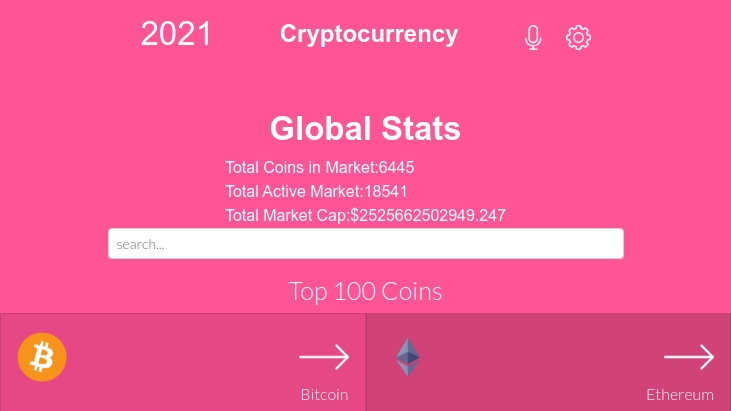 2021 Cryptocurrency
Global Stats
Total Coins in Market:6445
Total Active Market:18541
Total Market Cap:$2525662502949.247
search...
Top 100 Coins
Bitcoin
Ethereum